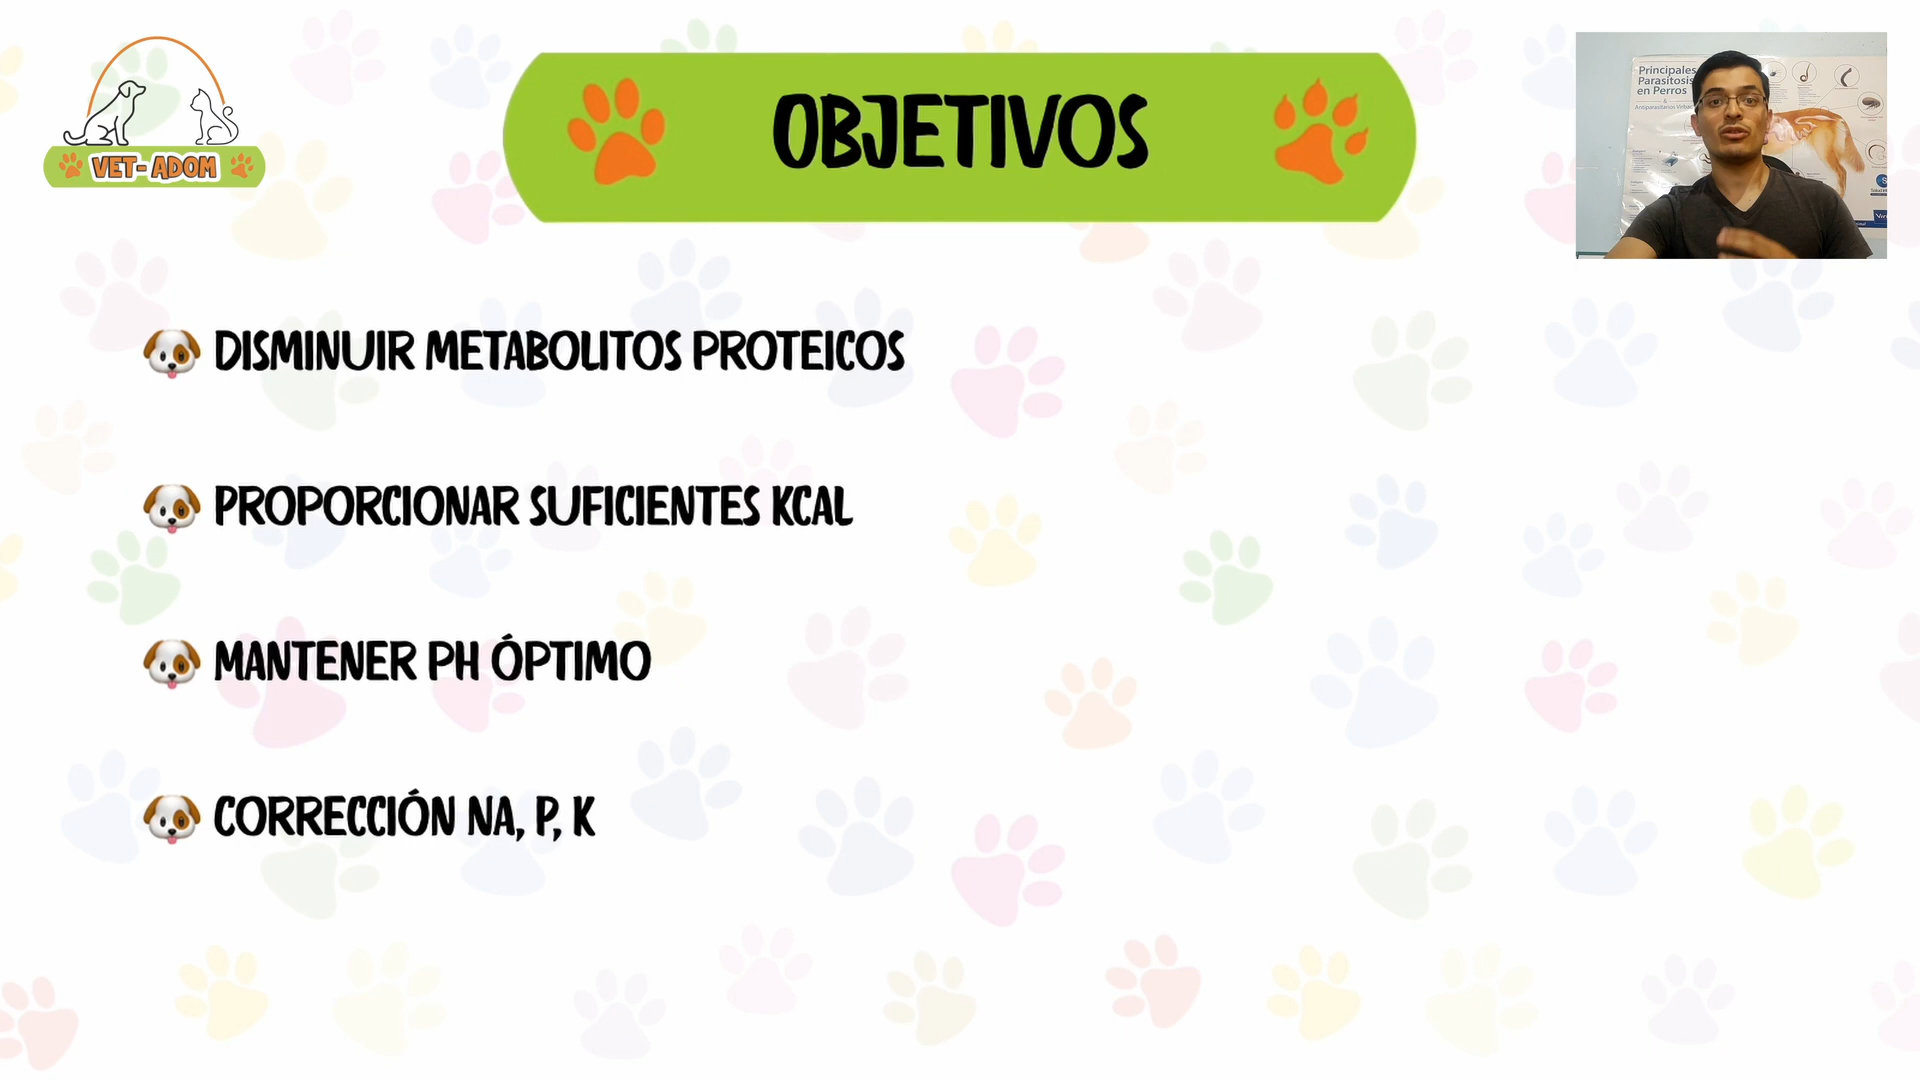 VET-ADOM
OBJETIVOS
Principales
Parasitosis
en Perros
DISMINUIR METABOLITOS PROTEICOS
PROPORCIONAR SUFICIENTES KCAL
MANTENER PH ÓPTIMO
CORRECCIÓN NA, P, K